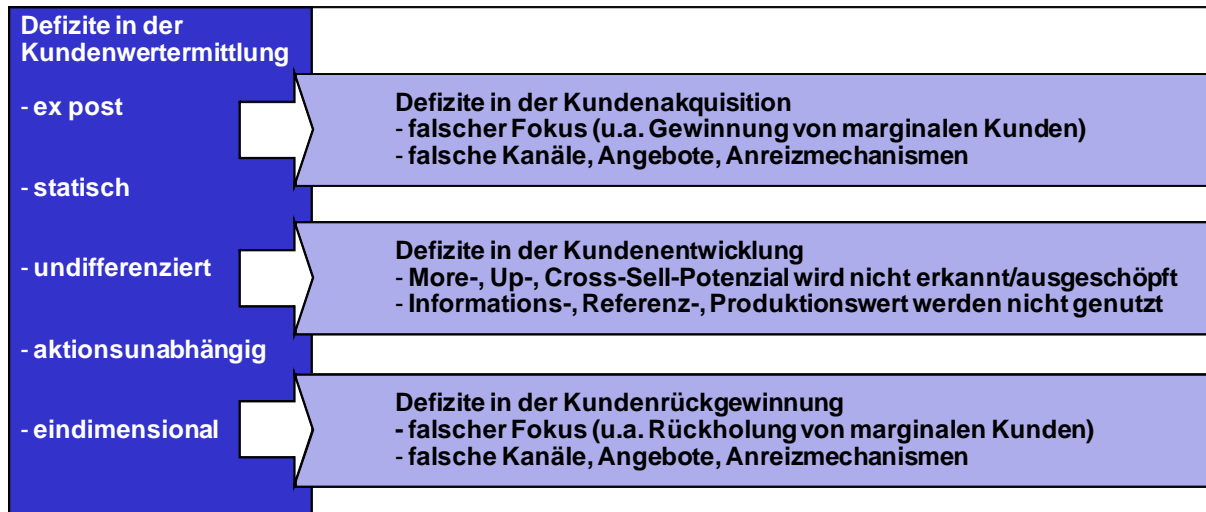 Defizite in der
Kundenwertermittlung
- ex post
- statisch
- undifferenziert
- aktionsunabhängig
- eindimensional
Defizite in der Kundenakquisition
- falscher Fokus (u.a. Gewinnung von marginalen Kunden)
- falsche Kanäle, Angebote, Anreizmechanismen
Defizite in der Kundenentwicklung
- More-, Up-, Cross-Sell-Potenzial wird nicht erkannt/ausgeschöpft
- Informations-, Referenz-, Produktionswert werden nicht genutzt
Defizite in der Kundenrückgewinnung
- falscher Fokus (u.a. Rückholung von marginalen Kunden)
- falsche Kanäle, Angebote, Anreizmechanismen